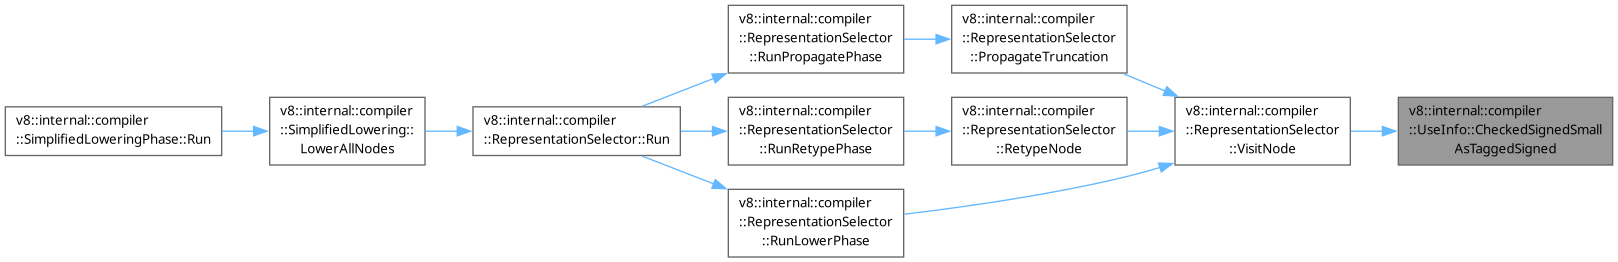 v8::internal::compiler
::SimplifiedLoweringPhase::Run
v8::internal::compiler
::SimplifiedLowering::
LowerAllNodes
v8::internal::compiler
::RepresentationSelector::Run
v8::internal::compiler
::RepresentationSelector
::RunPropagatePhase
v8::internal::compiler
::RepresentationSelector
::RunRetypePhase
v8::internal::compiler
::RepresentationSelector
::RunLowerPhase
v8::internal::compiler
::RepresentationSelector
::PropagateTruncation
v8::internal::compiler
::RepresentationSelector
::RetypeNode
v8::internal::compiler
::RepresentationSelector
::VisitNode
v8::internal::compiler
::UseInfo::CheckedSignedSmall
AsTaggedSigned